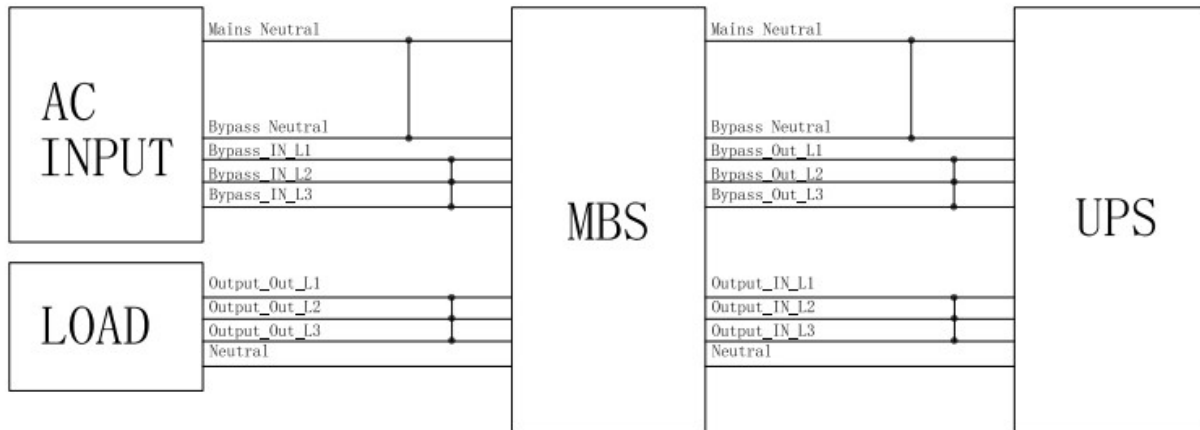 AC
INPUT
Mains Neutral
Bypass Neutral
Bypass_IN_L1
Bypass_IN_L2
Bypass_IN_L3
LOAD
Output_Out_L1
Output_Out_L2
Output_Out_L3
Neutral
MBS
Mains Neutral
Bypass Neutral
Bypass_Out_L1
Bypass_Out_L2
Bypass_Out_L3
Output_IN_L1
Output_IN_L2
Output_IN_L3
Neutral
UPS